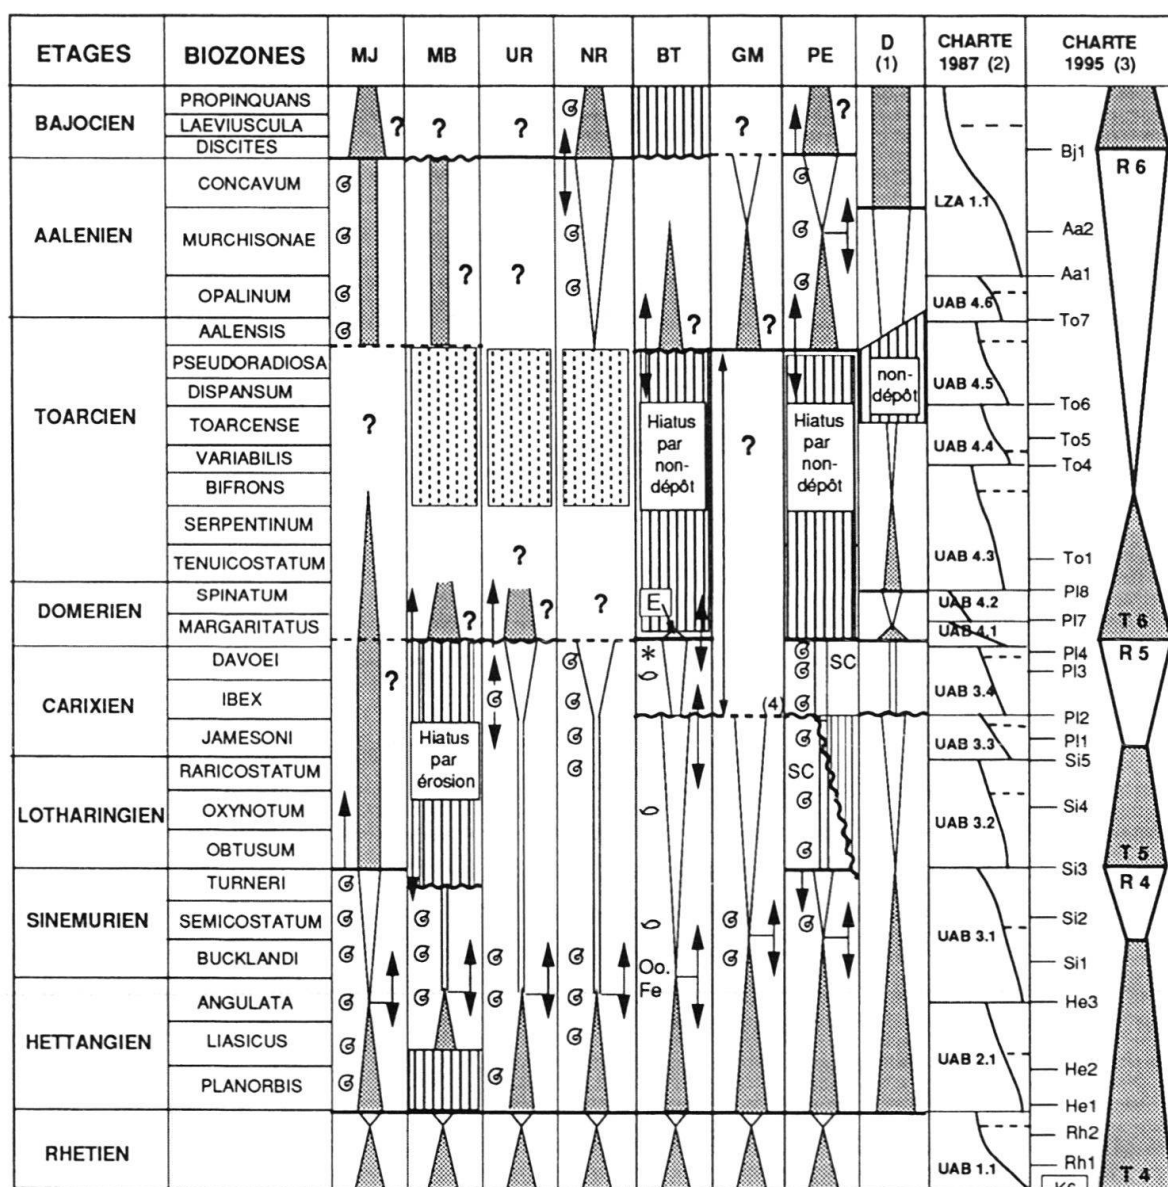 ETAGES BIOZONES MJ MB UR NR BT GM PE D (1) CHARTE 1987 (2) CHARTE 1995 (3)
BAJOCIEN
PROPINQUANS
LAEVIUSCULA ? ? ? ? ?
DISCITES
Bj1
R 6
AALENIEN
CONCAVUM
LZA 1.1
MURCHISONAE
Aa2
? ?
Aa1
OPALINUM
UAB 4.6
To7
TOARCIEN
AALENSIS
? ?
PSEUDORADIOSA
DISPANSUM
non-
dépôt
UAB 4.5
To6
TOARCENSE
?
Hiatus
par
non-
dépôt
?
Hiatus
par
non-
dépôt
UAB 4.4
To5
VARIABILIS
To4
BIFRONS
SERPENTINUM
TENUICOSTATUM
?
UAB 4.3
To1
DOMERIEN
SPINATUM
Pl8
? ? ?
E
UAB 4.2
T 6
MARGARITATUS
Pl7
UAB 4.1
CARIXIEN
DAVOEI
?
*
SC
Pl4
R 5
Pl3
IBEX
(4)
UAB 3.4
Pl2
JAMESONI
Hiatus
par
érosion
UAB 3.3
Pl1
Si5
LOTHARINGIEN
RARICOSTATUM
SC
OXYNOTUM
UAB 3.2
Si4
OBTUSUM
T 5
Si3
SINEMURIEN
TURNERI
R 4
SEMICOSTATUM
Si2
UAB 3.1
BUCKLANDI
Oo.
Fe
Si1
HETTANGIEN
ANGULATA
He3
LIASICUS
UAB 2.1
He2
PLANORBIS
He1
RHETIEN
Rh2
Rh1
UAB 1.1
T 4